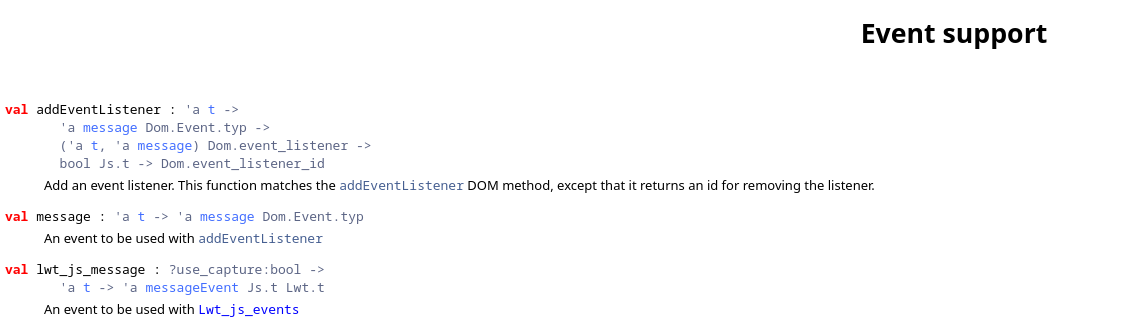 Event support
val addEventListener : 'a t ->
'a message Dom.Event.typ ->
('a t, 'a message) Dom.event_listener ->
bool Js.t -> Dom.event_listener_id
Add an event listener. This function matches the addEventListener DOM method, except that it returns an id for removing the listener.
val message : 'a t -> 'a message Dom.Event.typ
An event to be used with addEventListener
val lwt_js_message : ?use_capture:bool ->
'a t -> 'a messageEvent Js.t Lwt.t
An event to be used with Lwt_js_events